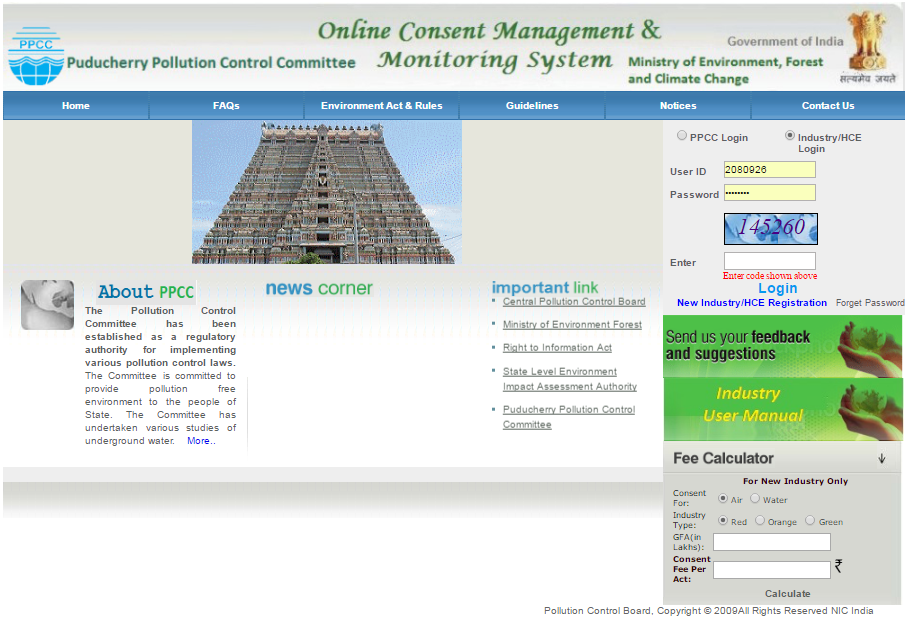 PPCC
Puducherry Pollution Control Committee
Online Consent Management &
Monitoring System
Government of India
Ministry of Environment, Forest
and Climate Change
सत्यमेव जयते
Home FAQs Environment Act & Rules Guidelines Notices Contact Us
PPCC Login Industry/HCE
Login
User ID 2080926
Password ••••••••
145260
Enter
Enter code shown above
Login
New Industry/HCE Registration Forget Password
About PPCC
The Pollution Control
Committee has been
established as a regulatory
authority for implementing
various pollution control laws.
The Committee is committed to
provide pollution free
environment to the people of
State. The Committee has
undertaken various studies of
underground water. More..
news corner
important link
Central Pollution Control Board
Ministry of Environment Forest
Right to Information Act
State Level Environment
Impact Assessment Authority
Puducherry Pollution Control
Committee
Send us your feedback
and suggestions
Industry
User Manual
Fee Calculator ↓
For New Industry Only
Consent
For: Air Water
Industry
Type: Red Orange Green
GFA(in
Lakhs):
Consent
Fee Per
Act: ₹
Calculate
Pollution Control Board, Copyright © 2009All Rights Reserved NIC India